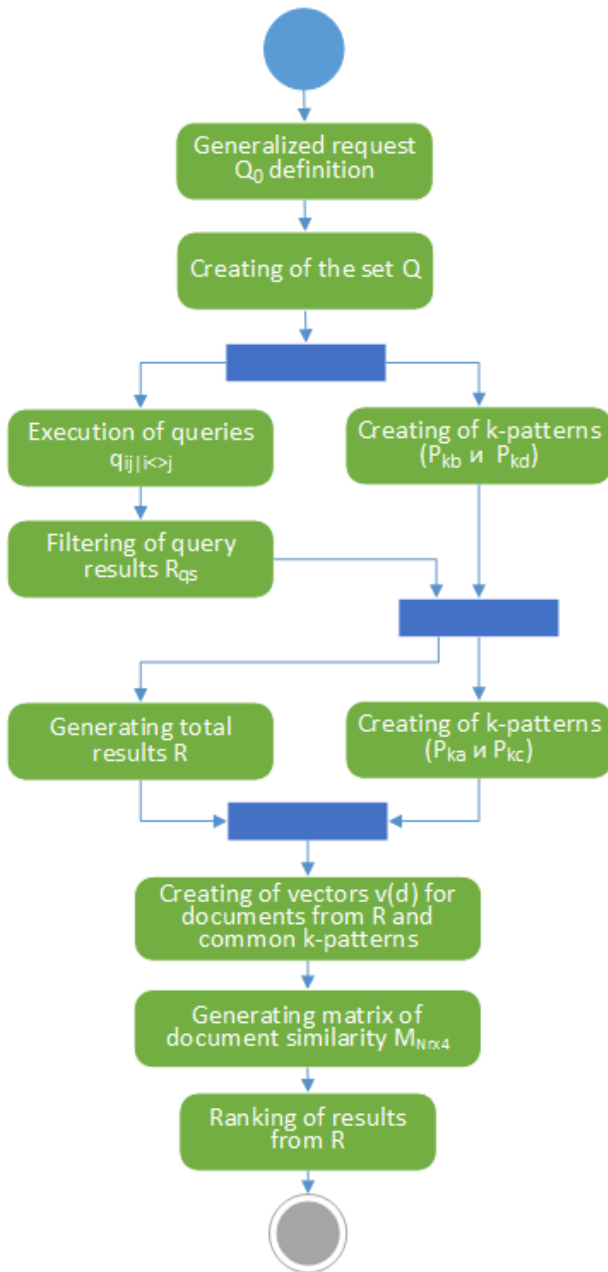 Generalized request
Q₀ definition
Creating of the set Q
Execution of queries
qᵢⱼ|ᵢ<>ⱼ
Creating of k-patterns
(Pkb и Pkd)
Filtering of query
results Rqs
Generating total
results R
Creating of k-patterns
(Pka и Pkc)
Creating of vectors v(d) for
documents from R and
common k-patterns
Generating matrix of
document similarity MNrx4
Ranking of results
from R